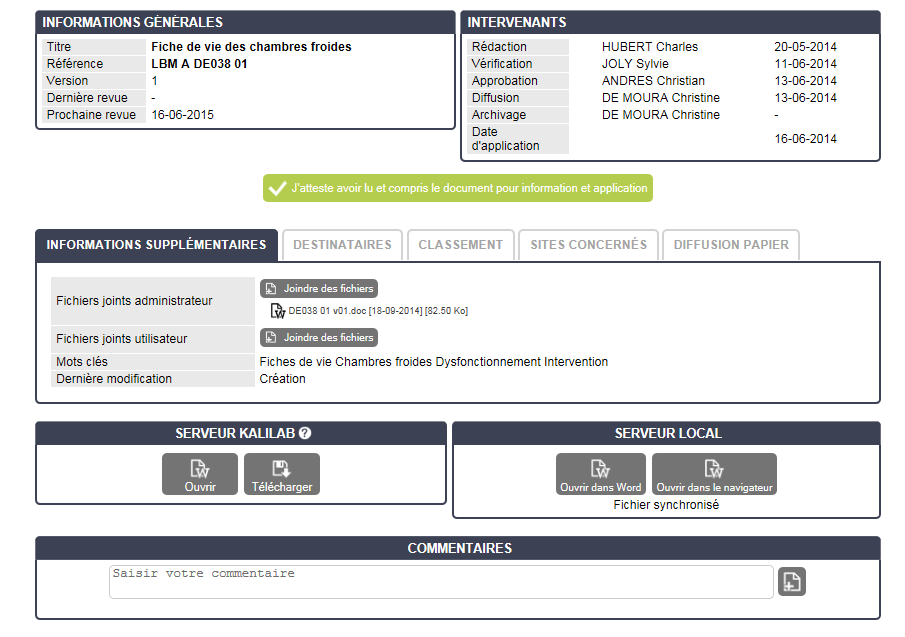 INFORMATIONS GÉNÉRALES
Titre Fiche de vie des chambres froides
Référence LBM A DE038 01
Version 1
Dernière revue -
Prochaine revue 16-06-2015
INTERVENANTS
Rédaction HUBERT Charles 20-05-2014
Vérification JOLY Sylvie 11-06-2014
Approbation ANDRES Christian 13-06-2014
Diffusion DE MOURA Christine 13-06-2014
Archivage DE MOURA Christine -
Date
d'application 16-06-2014
J'atteste avoir lu et compris le document pour information et application
INFORMATIONS SUPPLÉMENTAIRES DESTINATAIRES CLASSEMENT SITES CONCERNÉS DIFFUSION PAPIER
Fichiers joints administrateur Joindre des fichiers
DE038 01 v01.doc [18-09-2014] [82.50 Ko]
Fichiers joints utilisateur Joindre des fichiers
Mots clés Fiches de vie Chambres froides Dysfonctionnement Intervention
Dernière modification Création
SERVEUR KALILAB ?
Ouvrir Télécharger
SERVEUR LOCAL
Ouvrir dans Word Ouvrir dans le navigateur
Fichier synchronisé
COMMENTAIRES
Saisir votre commentaire